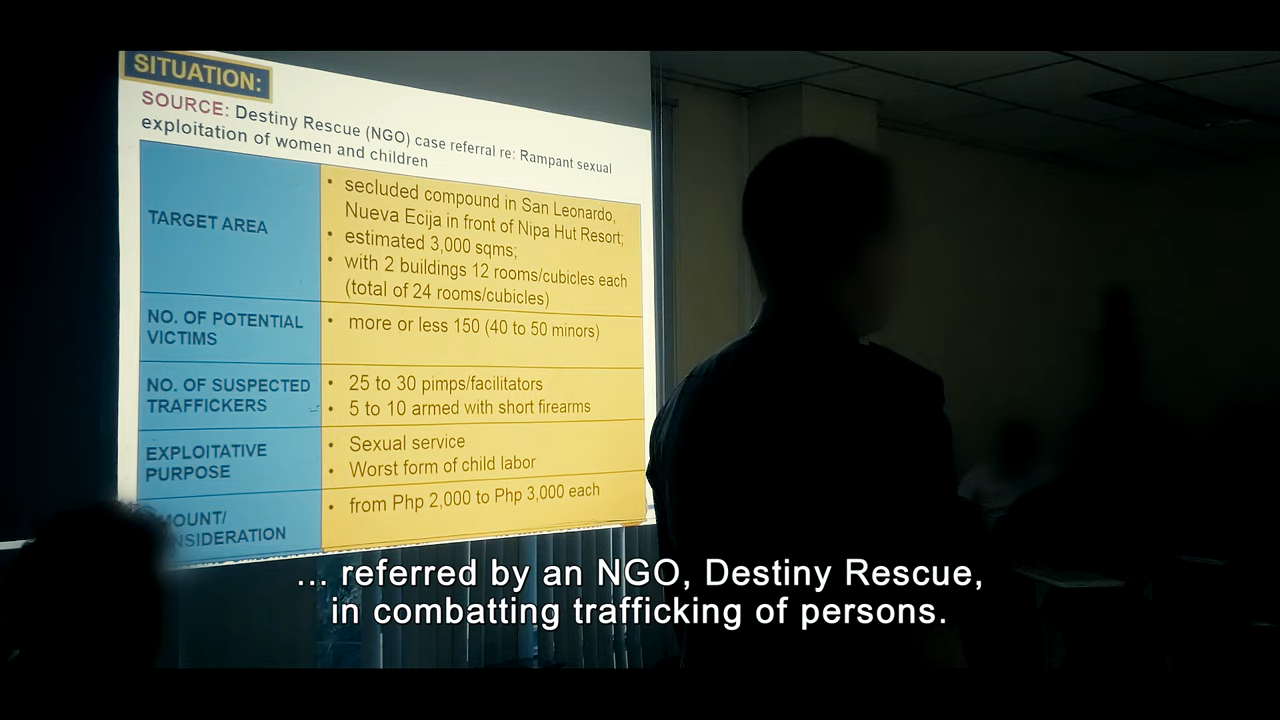 SITUATION:
SOURCE: Destiny Rescue (NGO) case referral re: Rampant sexual
exploitation of women and children
TARGET AREA
• secluded compound in San Leonardo,
Nueva Ecija in front of Nipa Hut Resort;
• estimated 3,000 sqms;
• with 2 buildings 12 rooms/cubicles each
(total of 24 rooms/cubicles)
NO. OF POTENTIAL
VICTIMS
• more or less 150 (40 to 50 minors)
NO. OF SUSPECTED
TRAFFICKERS
• 25 to 30 pimps/facilitators
• 5 to 10 armed with short firearms
EXPLOITATIVE
PURPOSE
• Sexual service
• Worst form of child labor
MOUNT/
NSIDERATION
• from Php 2,000 to Php 3,000 each
... referred by an NGO, Destiny Rescue,
in combatting trafficking of persons.